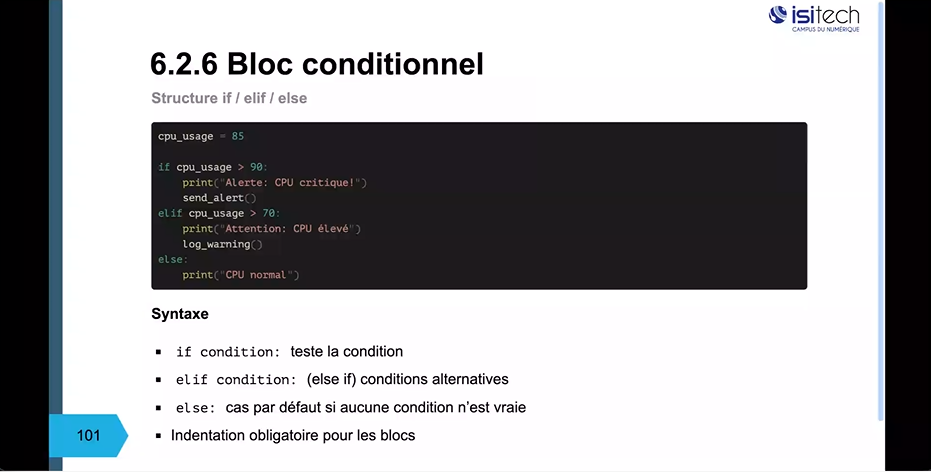 isitech
CAMPUS DU NUMÉRIQUE
6.2.6 Bloc conditionnel
Structure if / elif / else
cpu_usage = 85
if cpu_usage > 90:
    print("Alerte: CPU critique!")
    send_alert()
elif cpu_usage > 70:
    print("Attention: CPU élevé")
    log_warning()
else:
    print("CPU normal")
Syntaxe
▪ if condition: teste la condition
▪ elif condition: (else if) conditions alternatives
▪ else: cas par défaut si aucune condition n’est vraie
▪ Indentation obligatoire pour les blocs
101